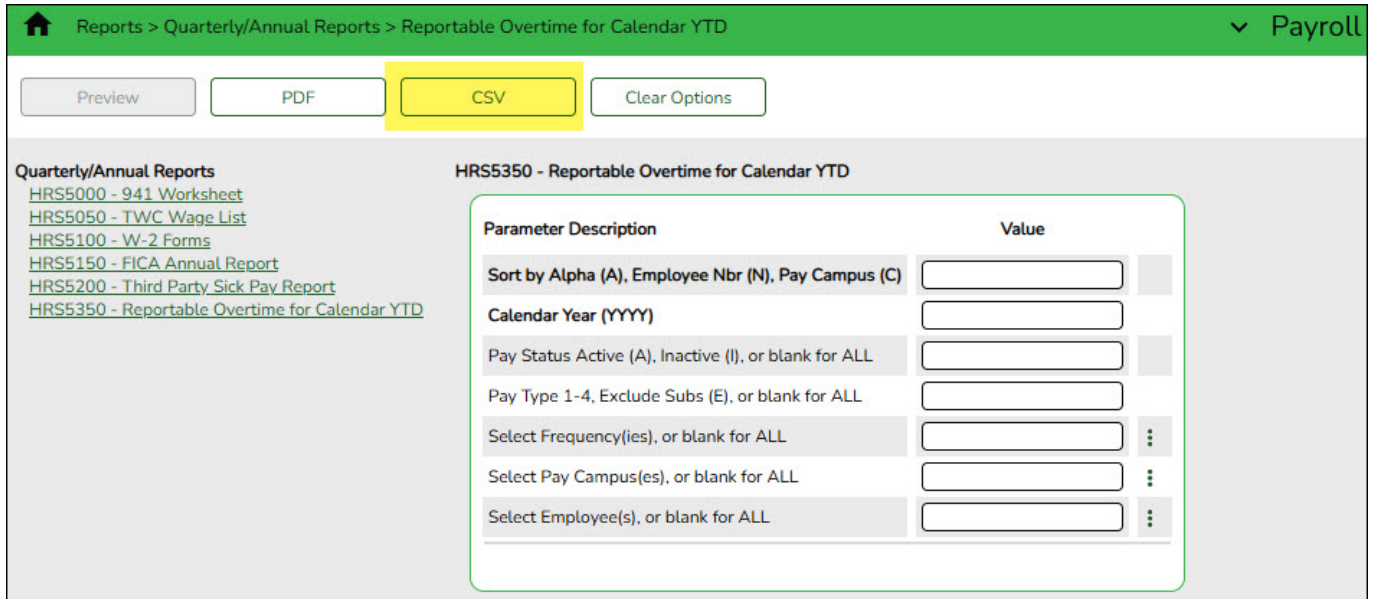 Reports > Quarterly/Annual Reports > Reportable Overtime for Calendar YTD
Payroll
Preview
PDF
CSV
Clear Options
Quarterly/Annual Reports
HRS5000 - 941 Worksheet
HRS5050 - TWC Wage List
HRS5100 - W-2 Forms
HRS5150 - FICA Annual Report
HRS5200 - Third Party Sick Pay Report
HRS5350 - Reportable Overtime for Calendar YTD
HRS5350 - Reportable Overtime for Calendar YTD
Parameter Description Value
Sort by Alpha (A), Employee Nbr (N), Pay Campus (C)
Calendar Year (YYYY)
Pay Status Active (A), Inactive (I), or blank for ALL
Pay Type 1-4, Exclude Subs (E), or blank for ALL
Select Frequency(ies), or blank for ALL
Select Pay Campus(es), or blank for ALL
Select Employee(s), or blank for ALL